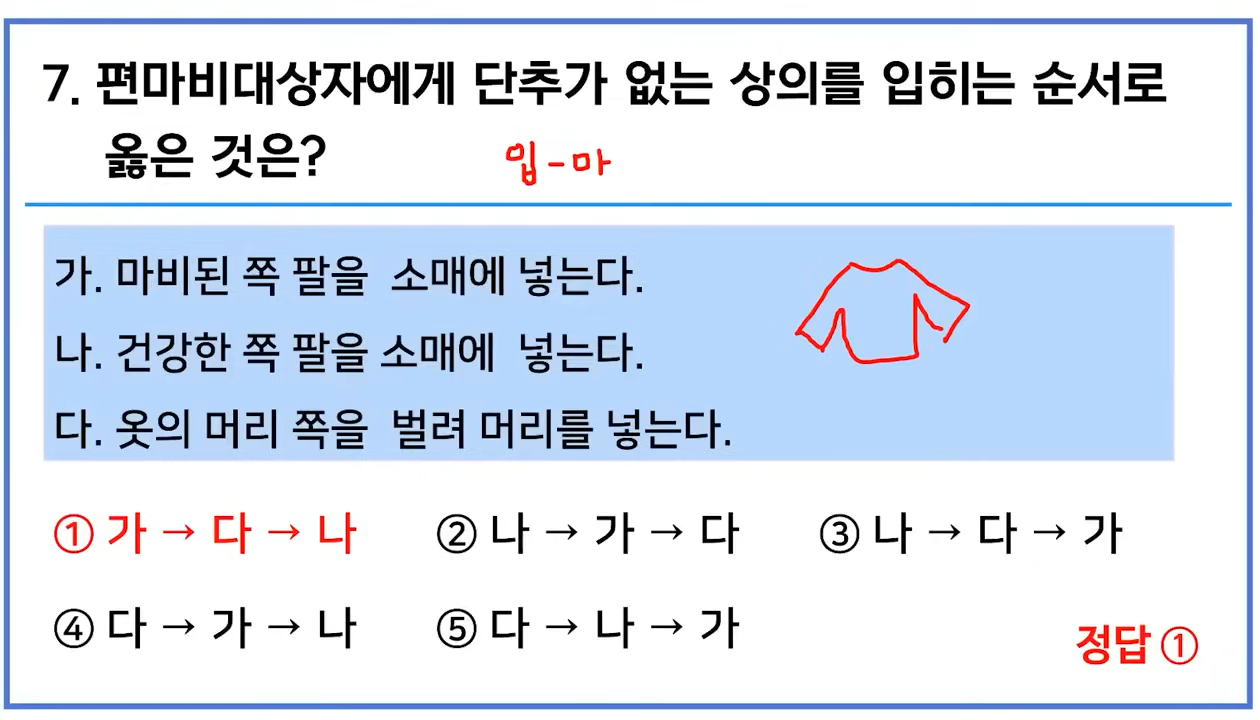 7. 편마비대상자에게 단추가 없는 상의를 입히는 순서로
옳은 것은?
입-마
가. 마비된 쪽 팔을 소매에 넣는다.
나. 건강한 쪽 팔을 소매에 넣는다.
다. 옷의 머리 쪽을 벌려 머리를 넣는다.
① 가 → 다 → 나 ② 나 → 가 → 다 ③ 나 → 다 → 가
④ 다 → 가 → 나 ⑤ 다 → 나 → 가
정답 ①